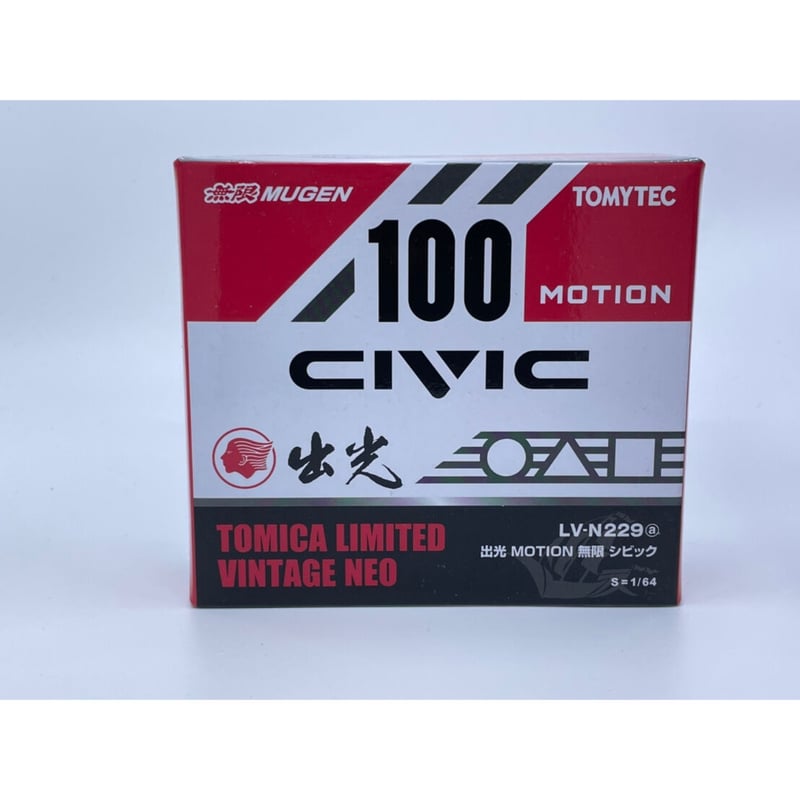 無限 MUGEN
TOMYTEC
100
MOTION
CIVIC
出光
TOMICA LIMITED
VINTAGE NEO
LV-N229ⓐ
出光 MOTION 無限 シビック
S=1/64